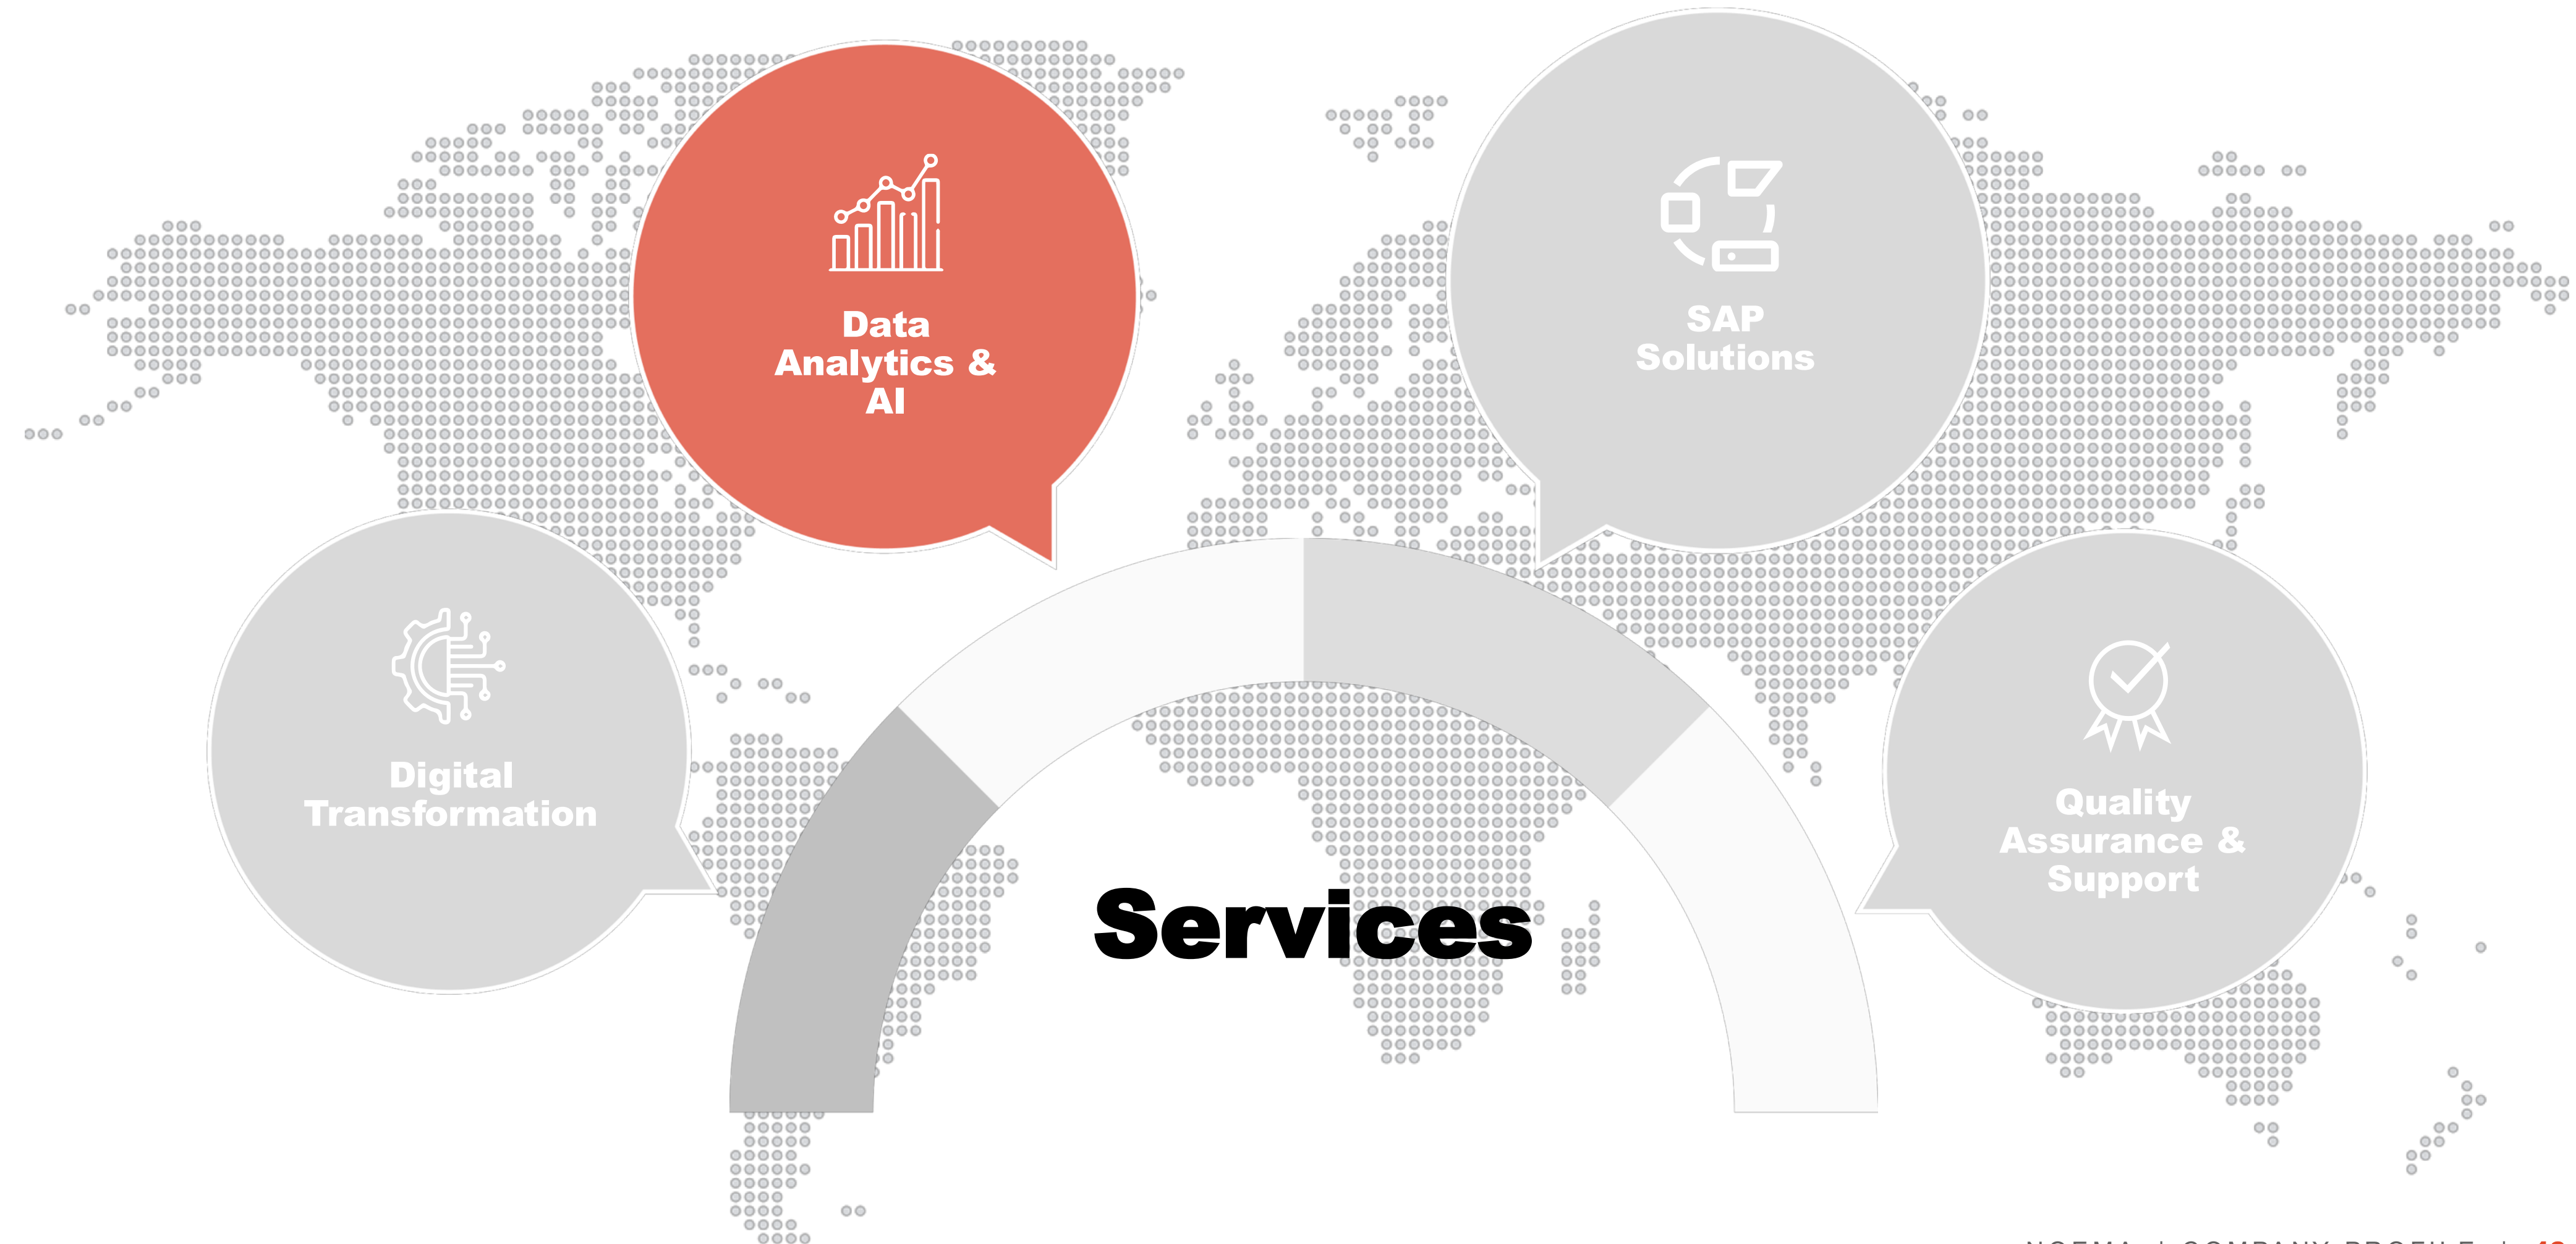 Data
Analytics &
AI
SAP
Solutions
Digital
Transformation
Quality
Assurance &
Support
Services